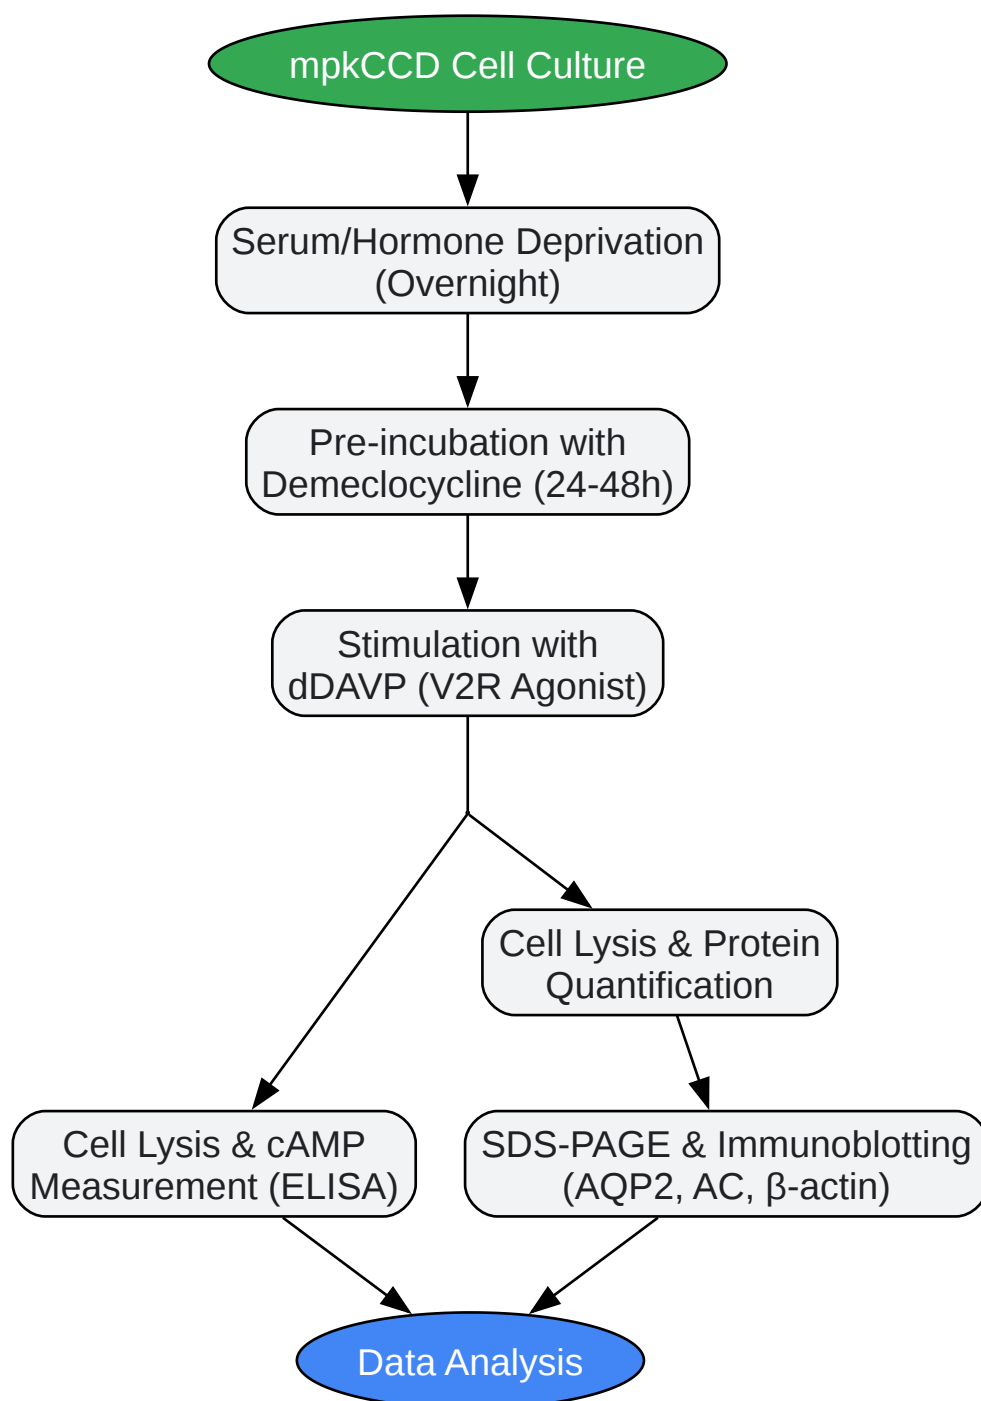 mpkCCD Cell Culture
Serum/Hormone Deprivation
(Overnight)
Pre-incubation with
Demeclocycline (24-48h)
Stimulation with
dDAVP (V2R Agonist)
Cell Lysis & Protein
Quantification
Cell Lysis & cAMP
Measurement (ELISA)
SDS-PAGE & Immunoblotting
(AQP2, AC, β-actin)
Data Analysis